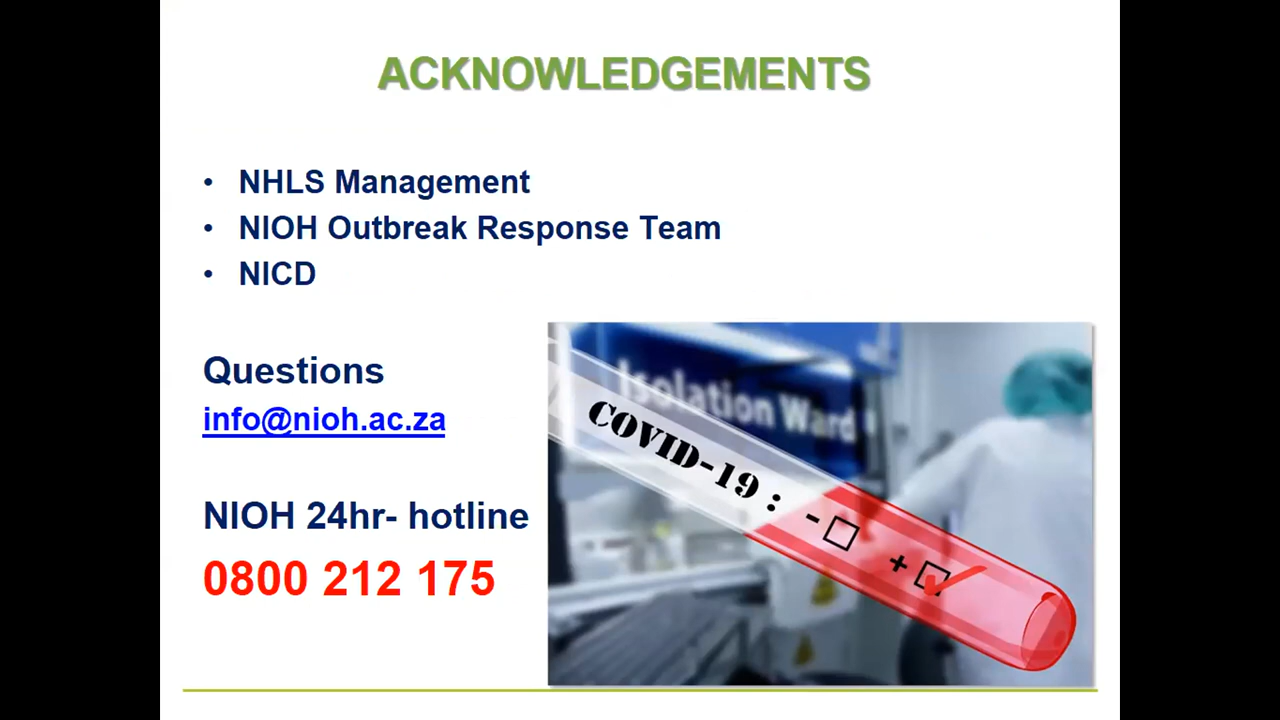 ACKNOWLEDGEMENTS
• NHLS Management
• NIOH Outbreak Response Team
• NICD
Questions
info@nioh.ac.za
NIOH 24hr- hotline
0800 212 175
Isolation Ward
COVID-19 : - +